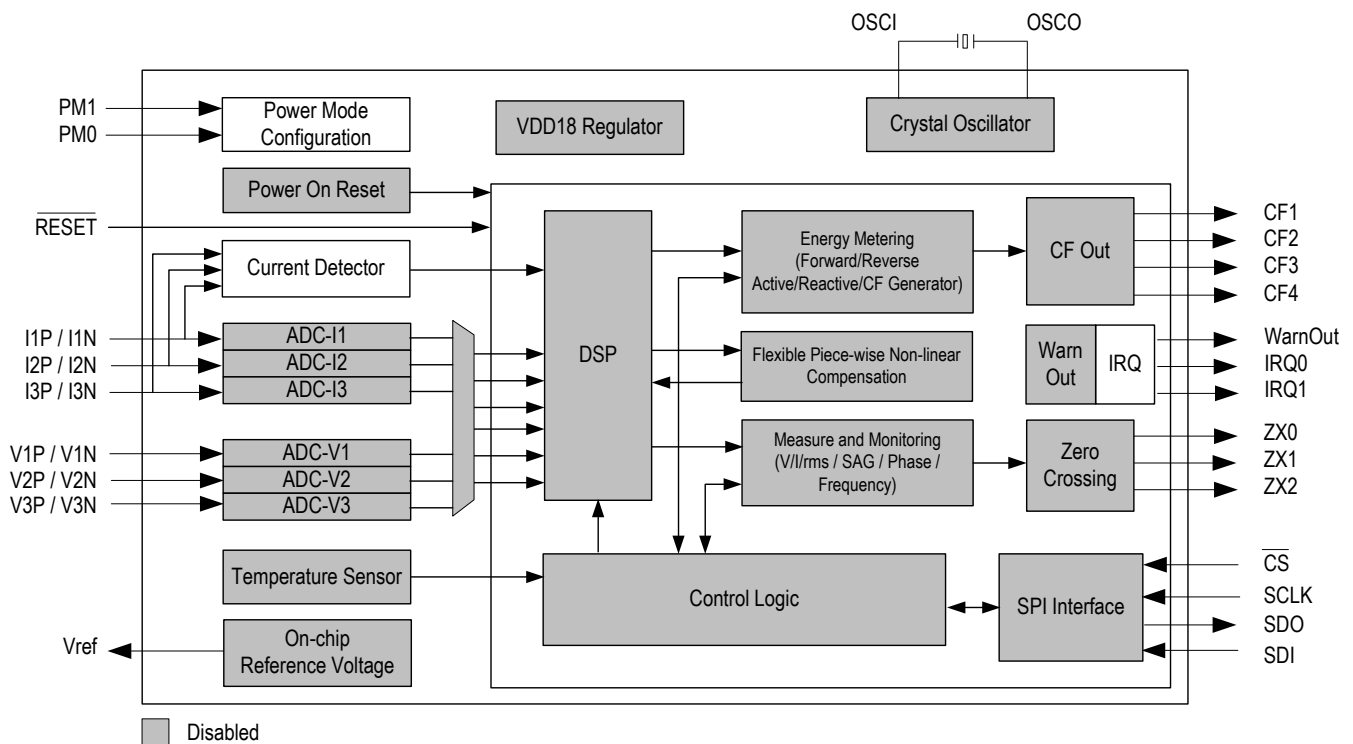 OSCI
OSCO
PM1
PM0
Power Mode
Configuration
VDD18 Regulator
Crystal Oscillator
Power On Reset
RESET
Current Detector
I1P / I1N
I2P / I2N
I3P / I3N
ADC-I1
ADC-I2
ADC-I3
V1P / V1N
V2P / V2N
V3P / V3N
ADC-V1
ADC-V2
ADC-V3
DSP
Energy Metering
(Forward/Reverse
Active/Reactive/CF Generator)
CF Out
CF1
CF2
CF3
CF4
Flexible Piece-wise Non-linear
Compensation
Warn
Out
IRQ
WarnOut
IRQ0
IRQ1
Measure and Monitoring
(V/I/rms / SAG / Phase /
Frequency)
Zero
Crossing
ZX0
ZX1
ZX2
Temperature Sensor
Control Logic
SPI Interface
CS
SCLK
SDO
SDI
Vref
On-chip
Reference Voltage
Disabled